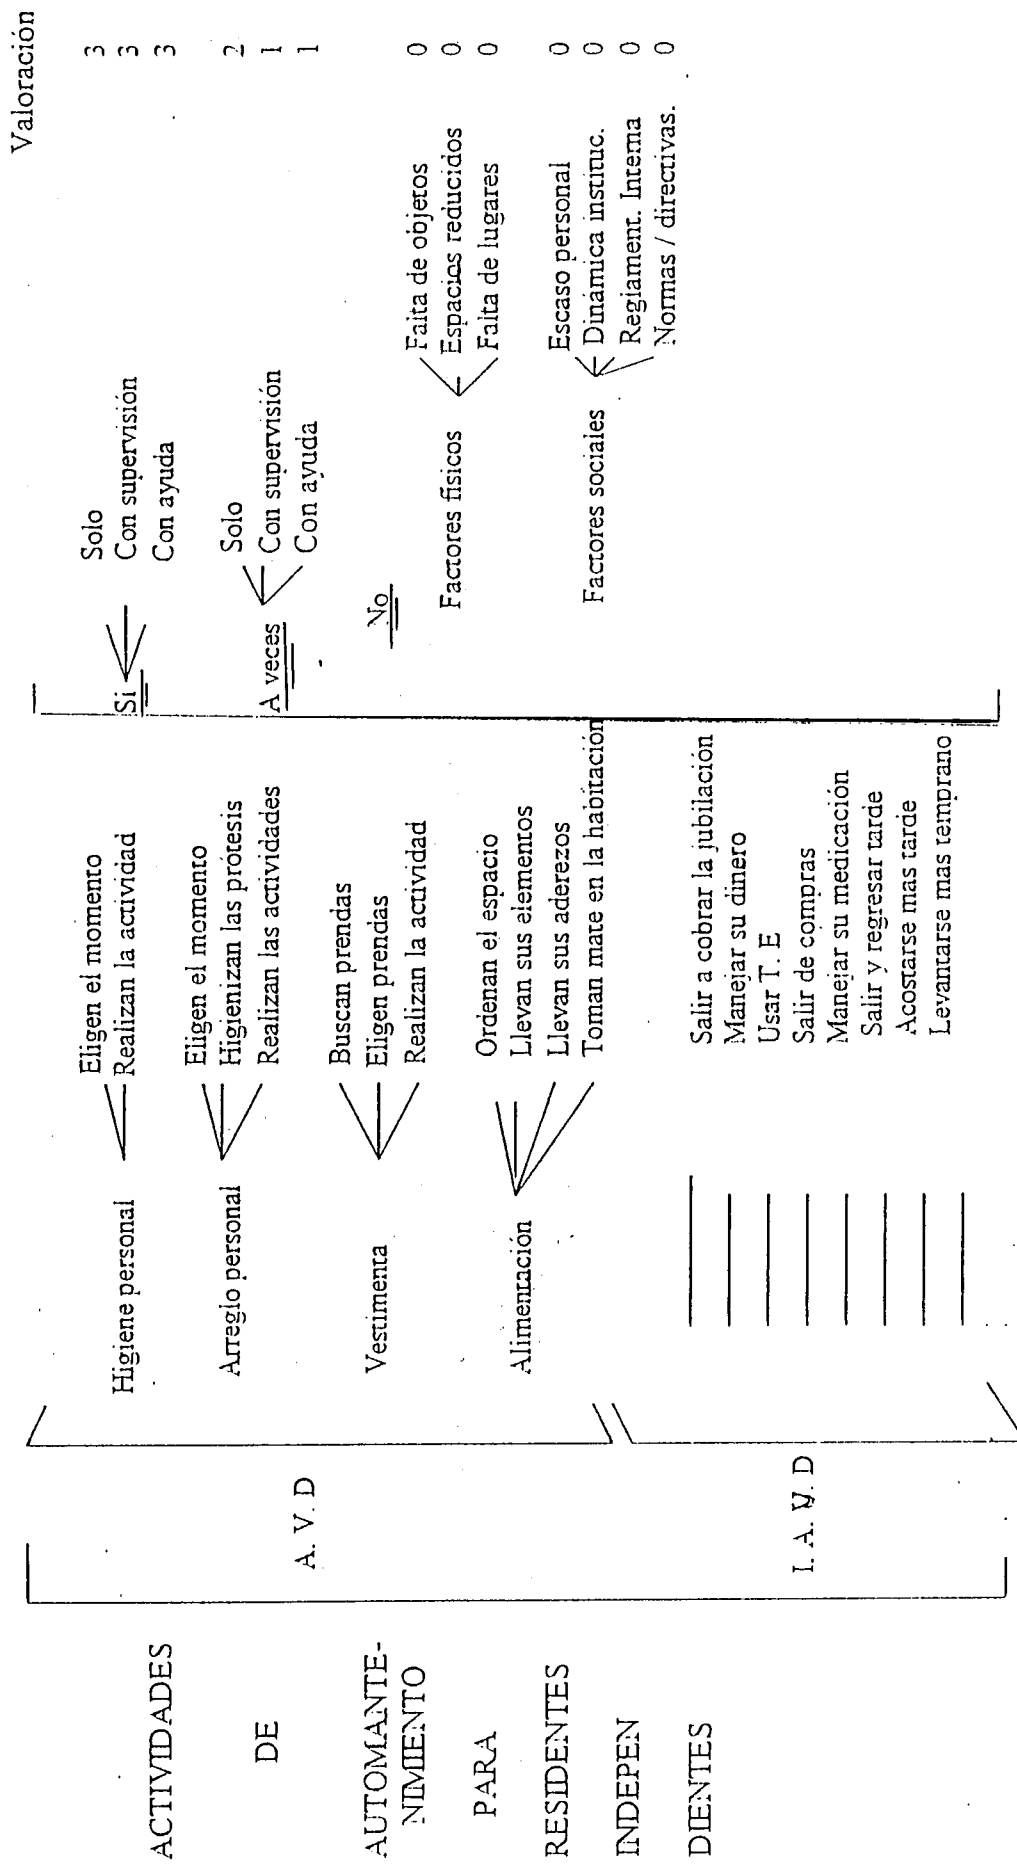 Valoración
ACTIVIDADES
DE
AUTOMANTE-
NIMIENTO
PARA
RESIDENTES
INDEPEN
DIENTES
A. V. D
Higiene personal
Eligen el momento
Realizan la actividad
Arreglo personal
Eligen el momento
Higienizan las prótesis
Realizan las actividades
Vestimenta
Buscan prendas
Eligen prendas
Realizan la actividad
Alimentación
Ordenan el espacio
Llevan sus elementos
Llevan sus aderezos
Toman mate en la habitación
I. A. V. D
Salir a cobrar la jubilación
Manejar su dinero
Usar T. E
Salir de compras
Manejar su medicación
Salir y regresar tarde
Acostarse mas tarde
Levantarse mas temprano
Si
Solo 3
Con supervisión 3
Con ayuda 3
A veces
Solo 2
Con supervisión 1
Con ayuda 1
No
Factores físicos
Falta de objetos 0
Espacios reducidos 0
Falta de lugares 0
Factores sociales
Escaso personal 0
Dinámica instituc. 0
Reglament. Interna 0
Normas / directivas. 0